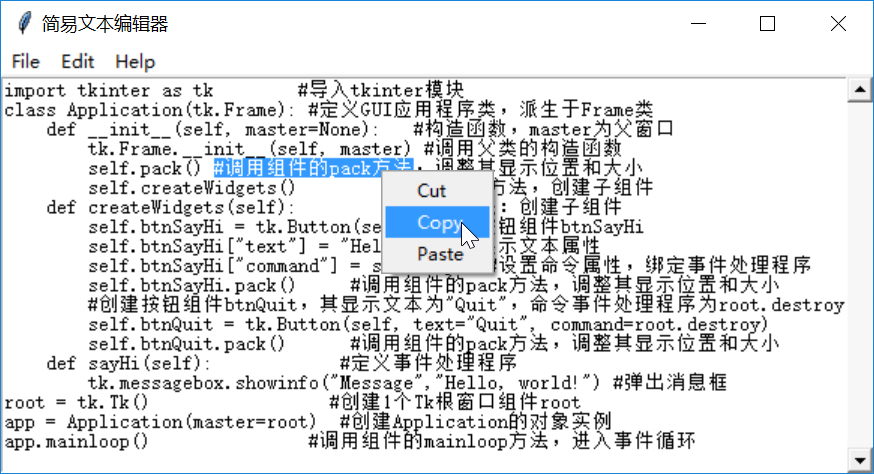 简易文本编辑器
File Edit Help
import tkinter as tk        #导入tkinter模块
class Application(tk.Frame): #定义GUI应用程序类，派生于Frame类
    def __init__(self, master=None):   #构造函数，master为父窗口
        tk.Frame.__init__(self, master) #调用父类的构造函数
        self.pack() #调用组件的pack方法，调整其显示位置和大小
        self.createWidgets() 方法，创建子组件
    def createWidgets(self): ：创建子组件
        self.btnSayHi = tk.Button(se 钮组件btnSayHi
        self.btnSayHi["text"] = "Hel 示文本属性
        self.btnSayHi["command"] = s #设置命令属性，绑定事件处理程序
        self.btnSayHi.pack()     #调用组件的pack方法，调整其显示位置和大小
        #创建按钮组件btnQuit，其显示文本为"Quit"，命令事件处理程序为root.destroy
        self.btnQuit = tk.Button(self, text="Quit", command=root.destroy)
        self.btnQuit.pack()      #调用组件的pack方法，调整其显示位置和大小
    def sayHi(self):            #定义事件处理程序
        tk.messagebox.showinfo("Message","Hello, world!") #弹出消息框
root = tk.Tk()                 #创建1个Tk根窗口组件root
app = Application(master=root)  #创建Application的对象实例
app.mainloop()               #调用组件的mainloop方法，进入事件循环
Cut
Copy
Paste